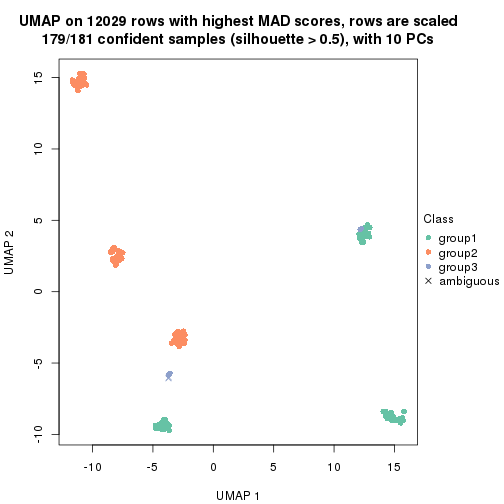 UMAP on 12029 rows with highest MAD scores, rows are scaled
179/181 confident samples (silhouette > 0.5), with 10 PCs
15
10
5
0
-5
-10
UMAP 2
-10
-5
0
5
10
15
UMAP 1
Class
group1
group2
group3
ambiguous